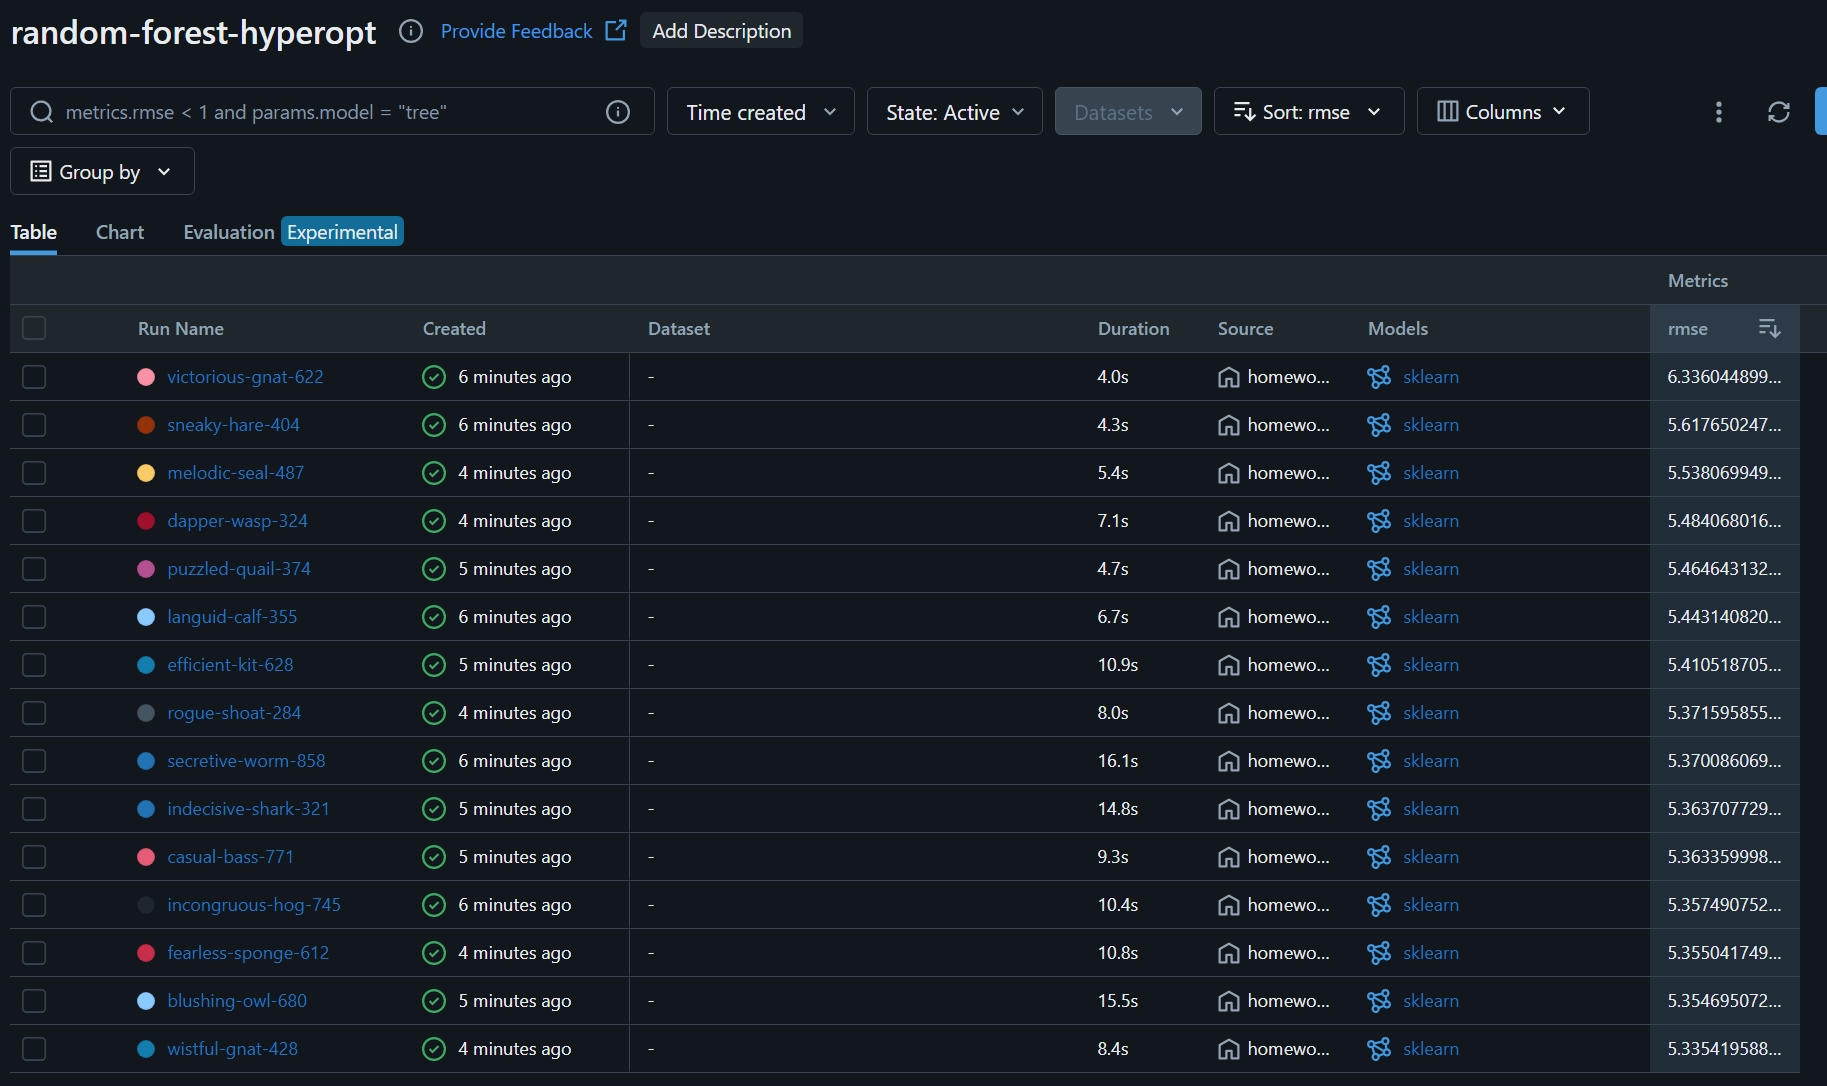 random-forest-hyperopt Provide Feedback Add Description
metrics.rmse < 1 and params.model = "tree" Time created State: Active Datasets Sort: rmse Columns
Group by
Table Chart Evaluation Experimental
Metrics
Run Name Created Dataset Duration Source Models rmse
victorious-gnat-622 6 minutes ago - 4.0s homewo... sklearn 6.336044899...
sneaky-hare-404 6 minutes ago - 4.3s homewo... sklearn 5.617650247...
melodic-seal-487 4 minutes ago - 5.4s homewo... sklearn 5.538069949...
dapper-wasp-324 4 minutes ago - 7.1s homewo... sklearn 5.484068016...
puzzled-quail-374 5 minutes ago - 4.7s homewo... sklearn 5.464643132...
languid-calf-355 6 minutes ago - 6.7s homewo... sklearn 5.443140820...
efficient-kit-628 5 minutes ago - 10.9s homewo... sklearn 5.410518705...
rogue-shoat-284 4 minutes ago - 8.0s homewo... sklearn 5.371595855...
secretive-worm-858 6 minutes ago - 16.1s homewo... sklearn 5.370086069...
indecisive-shark-321 5 minutes ago - 14.8s homewo... sklearn 5.363707729...
casual-bass-771 5 minutes ago - 9.3s homewo... sklearn 5.363359998...
incongruous-hog-745 6 minutes ago - 10.4s homewo... sklearn 5.357490752...
fearless-sponge-612 4 minutes ago - 10.8s homewo... sklearn 5.355041749...
blushing-owl-680 5 minutes ago - 15.5s homewo... sklearn 5.354695072...
wistful-gnat-428 4 minutes ago - 8.4s homewo... sklearn 5.335419588...